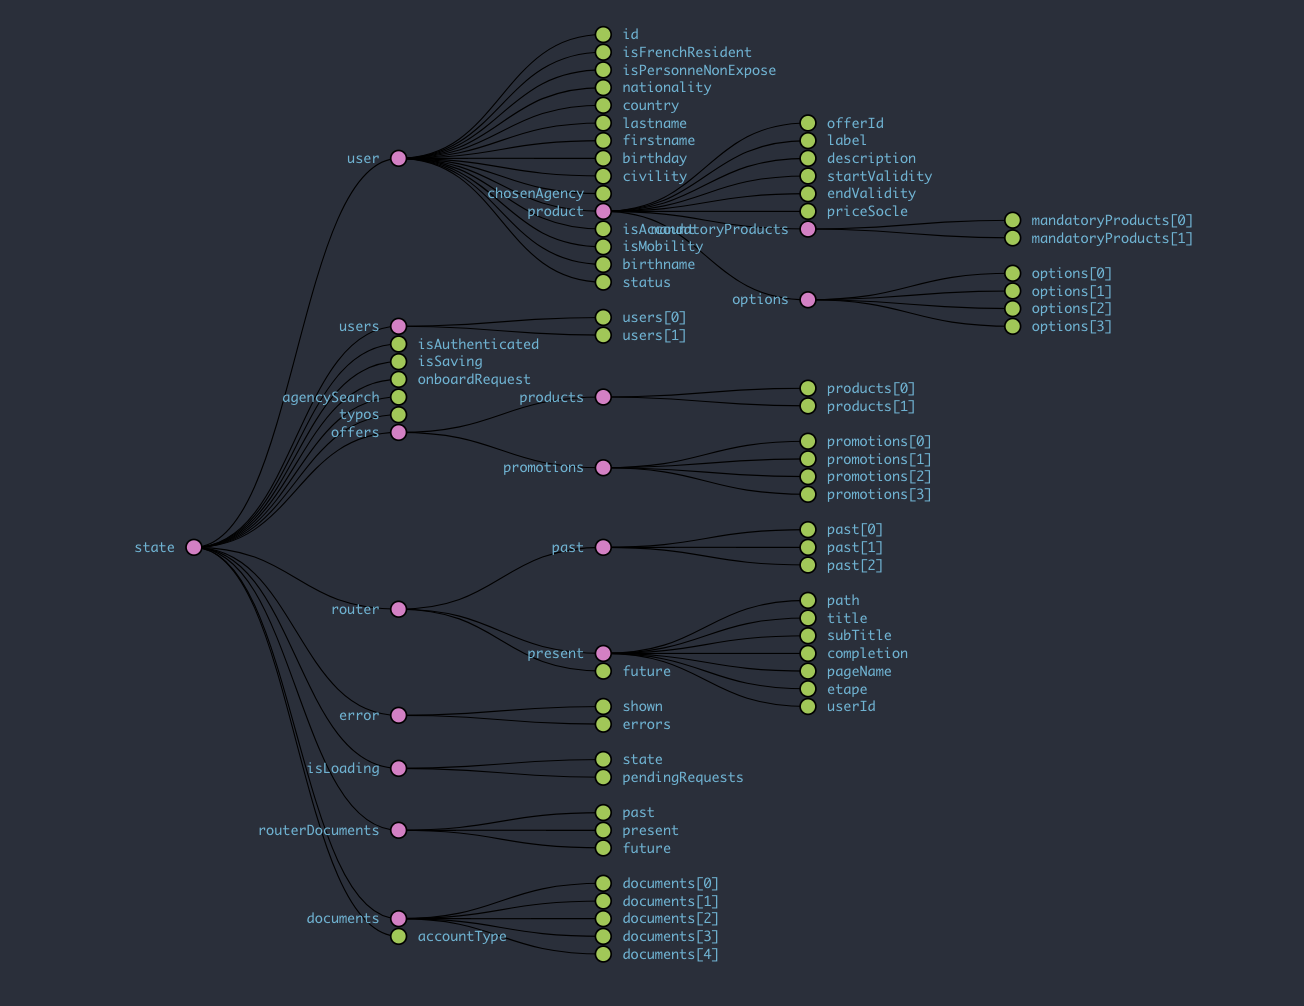 state
user
id
isFrenchResident
isPersonneNonExpose
nationality
country
lastname
firstname
birthday
civility
chosenAgency
product
offerId
label
description
startValidity
endValidity
priceSocle
mandatoryProducts
mandatoryProducts[0]
mandatoryProducts[1]
options
options[0]
options[1]
options[2]
options[3]
isMobility
birthname
status
users
users[0]
users[1]
isAuthenticated
isSaving
onboardRequest
agencySearch
typos
offers
products
products[0]
products[1]
promotions
promotions[0]
promotions[1]
promotions[2]
promotions[3]
router
past
past[0]
past[1]
past[2]
present
path
title
subTitle
completion
pageName
etape
userId
future
error
shown
errors
isLoading
state
pendingRequests
routerDocuments
past
present
future
documents
documents[0]
documents[1]
documents[2]
documents[3]
documents[4]
accountType